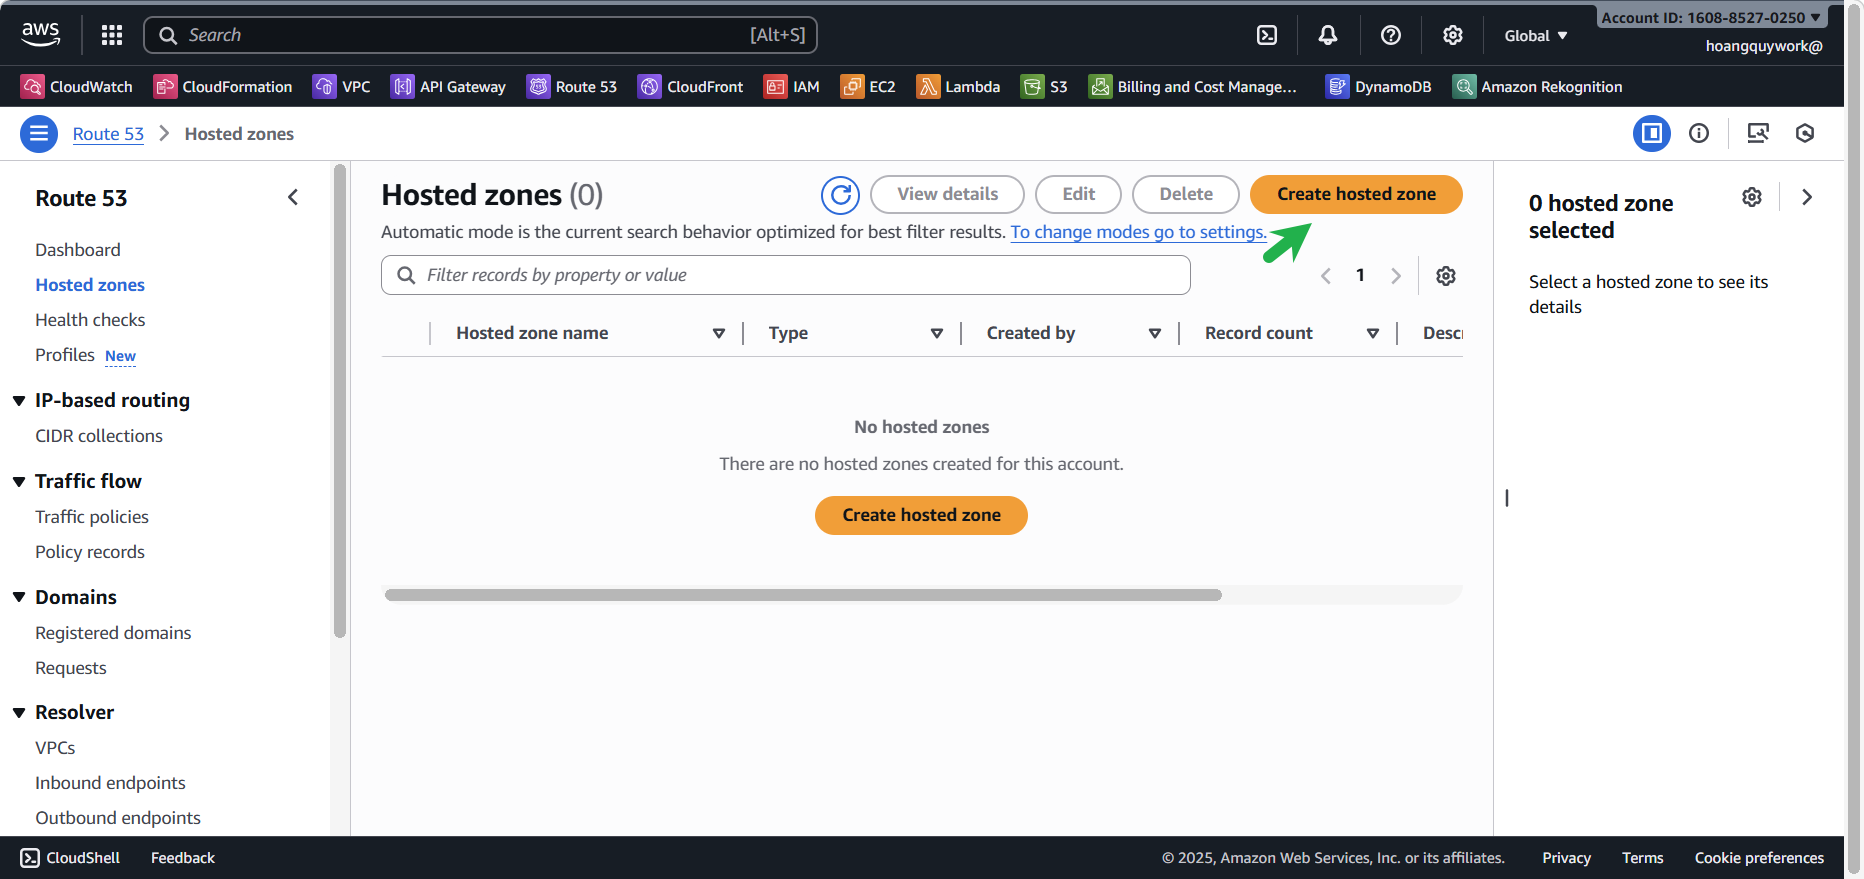 aws
Search
[Alt+S]
Global
Account ID: 1608-8527-0250
hoangquywork@
CloudWatch
CloudFormation
VPC
API Gateway
Route 53
CloudFront
IAM
EC2
Lambda
S3
Billing and Cost Manage...
DynamoDB
Amazon Rekognition
Route 53
Hosted zones
Route 53
Dashboard
Hosted zones
Health checks
Profiles New
IP-based routing
CIDR collections
Traffic flow
Traffic policies
Policy records
Domains
Registered domains
Requests
Resolver
VPCs
Inbound endpoints
Outbound endpoints
Hosted zones (0)
View details
Edit
Delete
Create hosted zone
Automatic mode is the current search behavior optimized for best filter results. To change modes go to settings.
Filter records by property or value
1
Hosted zone name
Type
Created by
Record count
Descr
No hosted zones
There are no hosted zones created for this account.
Create hosted zone
0 hosted zone
selected
Select a hosted zone to see its
details
CloudShell
Feedback
© 2025, Amazon Web Services, Inc. or its affiliates.
Privacy
Terms
Cookie preferences